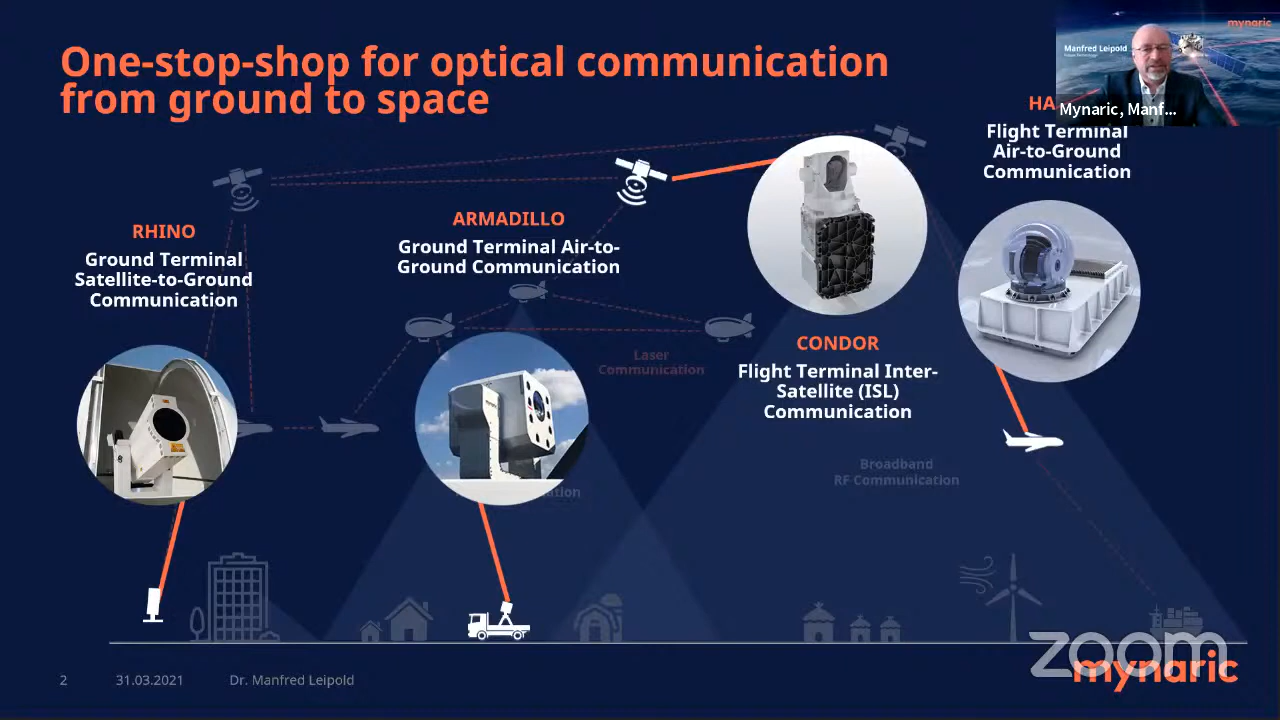 One-stop-shop for optical communication
from ground to space
mynaric
Manfred Leipold
Mynaric, Manf...
HA
Flight Terminal
Air-to-Ground
Communication
RHINO
Ground Terminal
Satellite-to-Ground
Communication
ARMADILLO
Ground Terminal Air-to-
Ground Communication
CONDOR
Flight Terminal Inter-
Satellite (ISL)
Communication
Laser
Communication
Broadband
RF Communication
zoom
mynaric
2
31.03.2021
Dr. Manfred Leipold